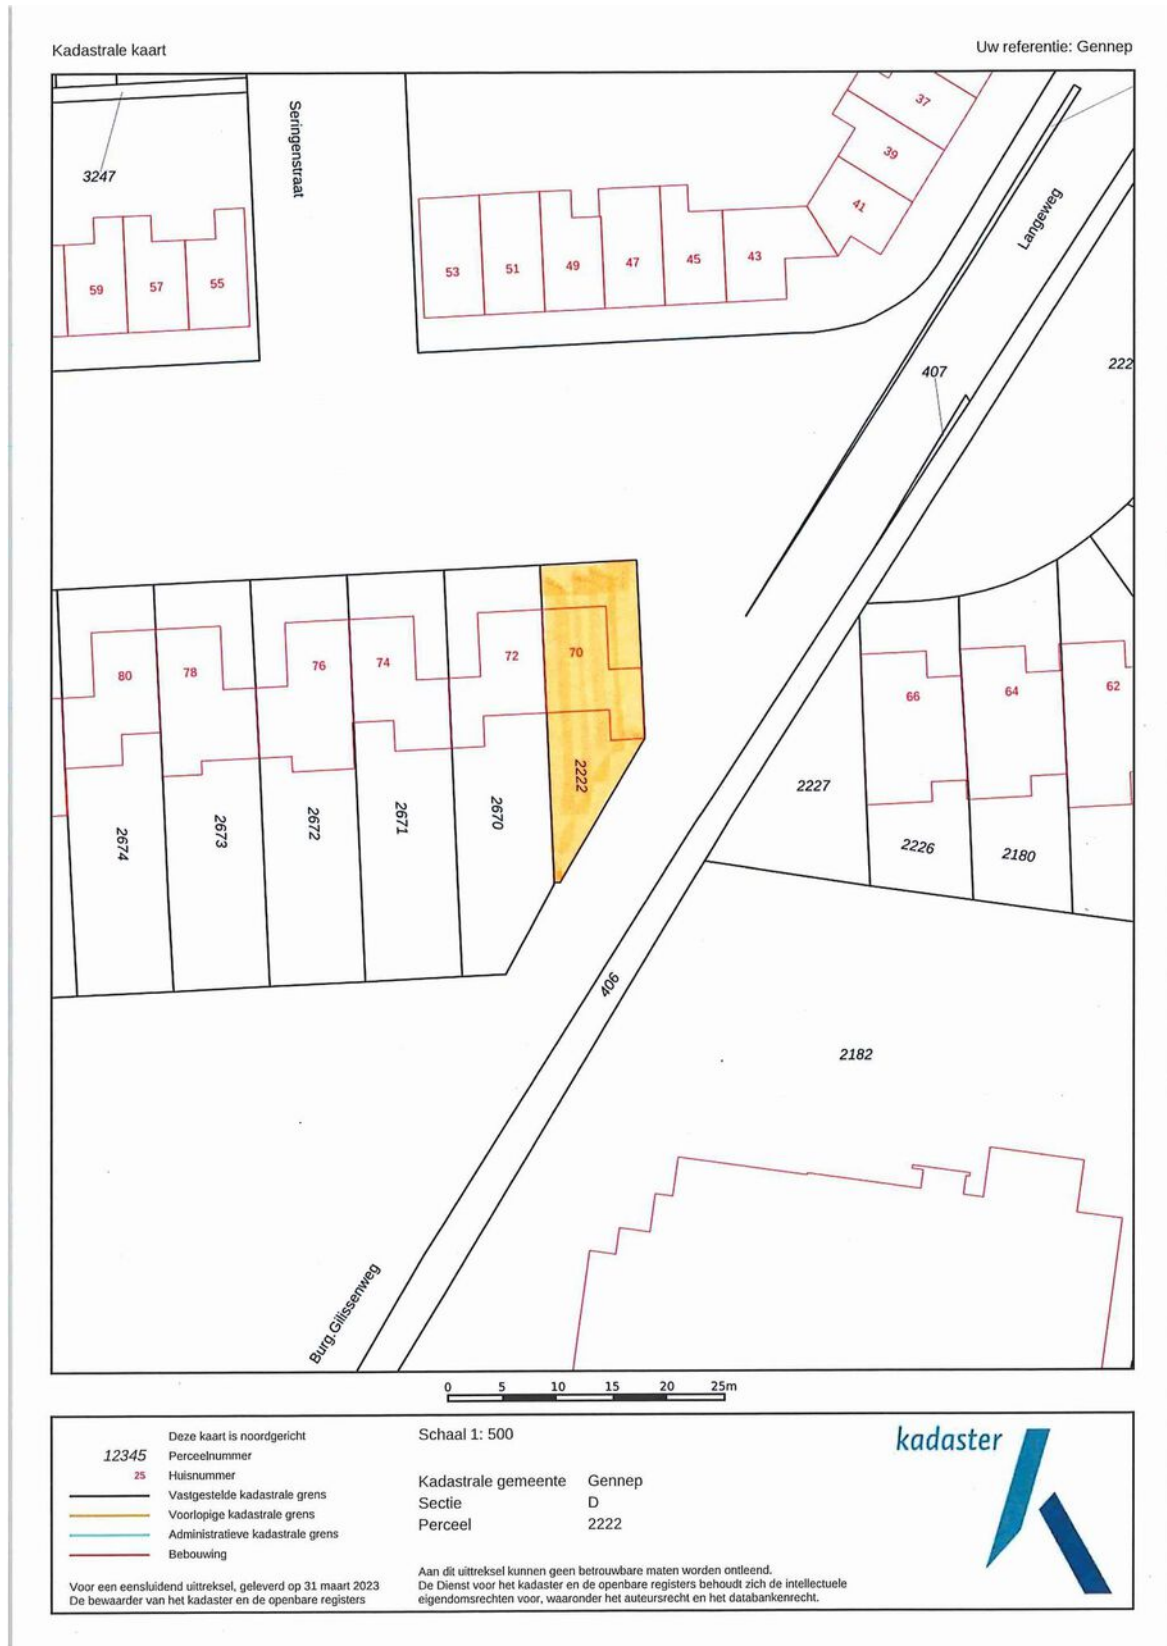 Kadastrale kaart
Uw referentie: Gennep
Seringenstraat
3247
37
39
41
Langeweg
59
57
55
53
51
49
47
45
43
407
222
80
78
76
74
72
70
66
64
62
2674
2673
2672
2671
2670
2222
2227
2226
2180
406
2182
Burg.Gilissenweg
0 5 10 15 20 25m
Deze kaart is noordgericht
12345 Perceelnummer
25 Huisnummer
Vastgestelde kadastrale grens
Voorlopige kadastrale grens
Administratieve kadastrale grens
Bebouwing
Voor een eensluidend uittreksel, geleverd op 31 maart 2023
De bewaarder van het kadaster en de openbare registers
Schaal 1: 500
Kadastrale gemeente Gennep
Sectie D
Perceel 2222
Aan dit uittreksel kunnen geen betrouwbare maten worden ontleend.
De Dienst voor het kadaster en de openbare registers behoudt zich de intellectuele
eigendomsrechten voor, waaronder het auteursrecht en het databankenrecht.
kadaster